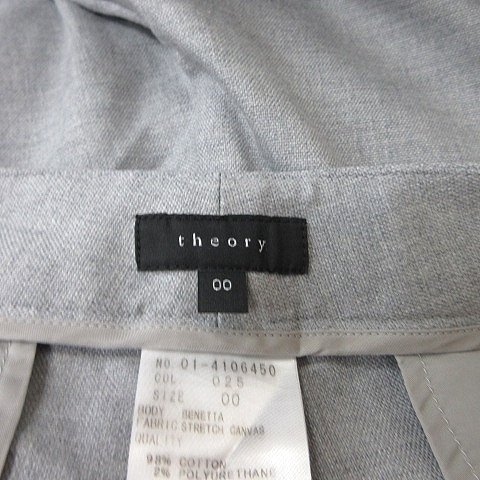 theory
00
NO. 01-4106450
COL 025
SIZE 00
BODY BENETTA
FABRIC STRETCH CANVAS
QUALITY
98% COTTON
2% POLYURETHANE